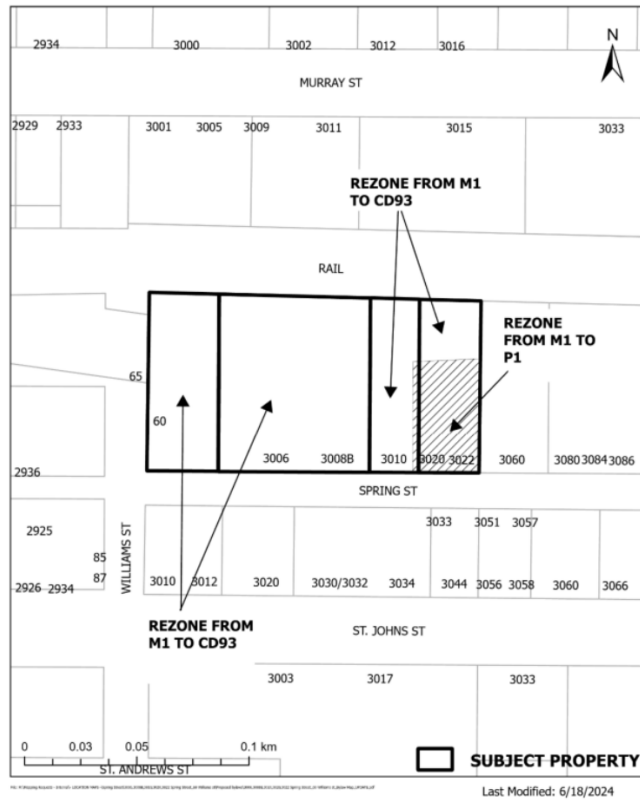 2934 3000 3002 3012 3016
N
MURRAY ST
2929 2933 3001 3005 3009 3011 3015 3033
REZONE FROM M1
TO CD93
RAIL
REZONE
FROM M1 TO
P1
65
60
2936 3006 3008B 3010 3020 3022 3060 3080 3084 3086
SPRING ST
2925 3033 3051 3057
WILLIAMS ST
85
87
2926 2934 3010 3012 3020 3030/3032 3034 3044 3056 3058 3060 3066
REZONE FROM
M1 TO CD93
ST. JOHNS ST
3003 3017 3033
0 0.03 0.05 0.1 km
ST. ANDREWS ST
SUBJECT PROPERTY
Last Modified: 6/18/2024